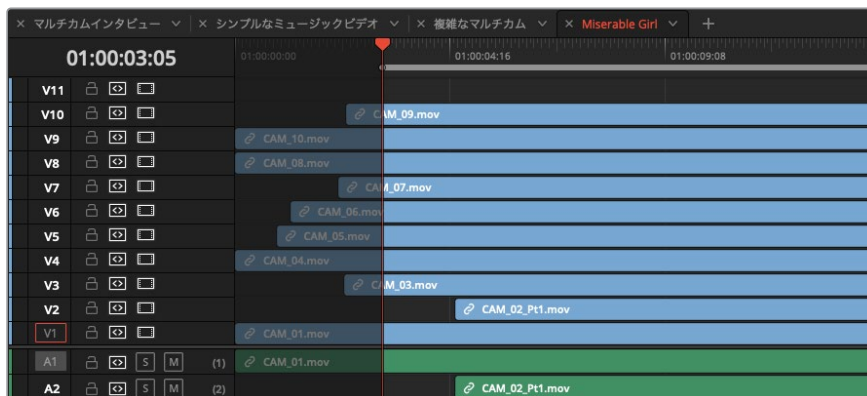 × マルチカムインタビュー × シンプルなミュージックビデオ × 複雑なマルチカム × Miserable Girl +
01:00:03:05 01:00:00:00 01:00:04:16 01:00:09:08
V11
V10 CAM_09.mov
V9 CAM_10.mov
V8 CAM_08.mov
V7 CAM_07.mov
V6 CAM_06.mov
V5 CAM_05.mov
V4 CAM_04.mov
V3 CAM_03.mov
V2 CAM_02_Pt1.mov
V1 CAM_01.mov
A1 S M (1) CAM_01.mov
A2 S M (2) CAM_02_Pt1.mov